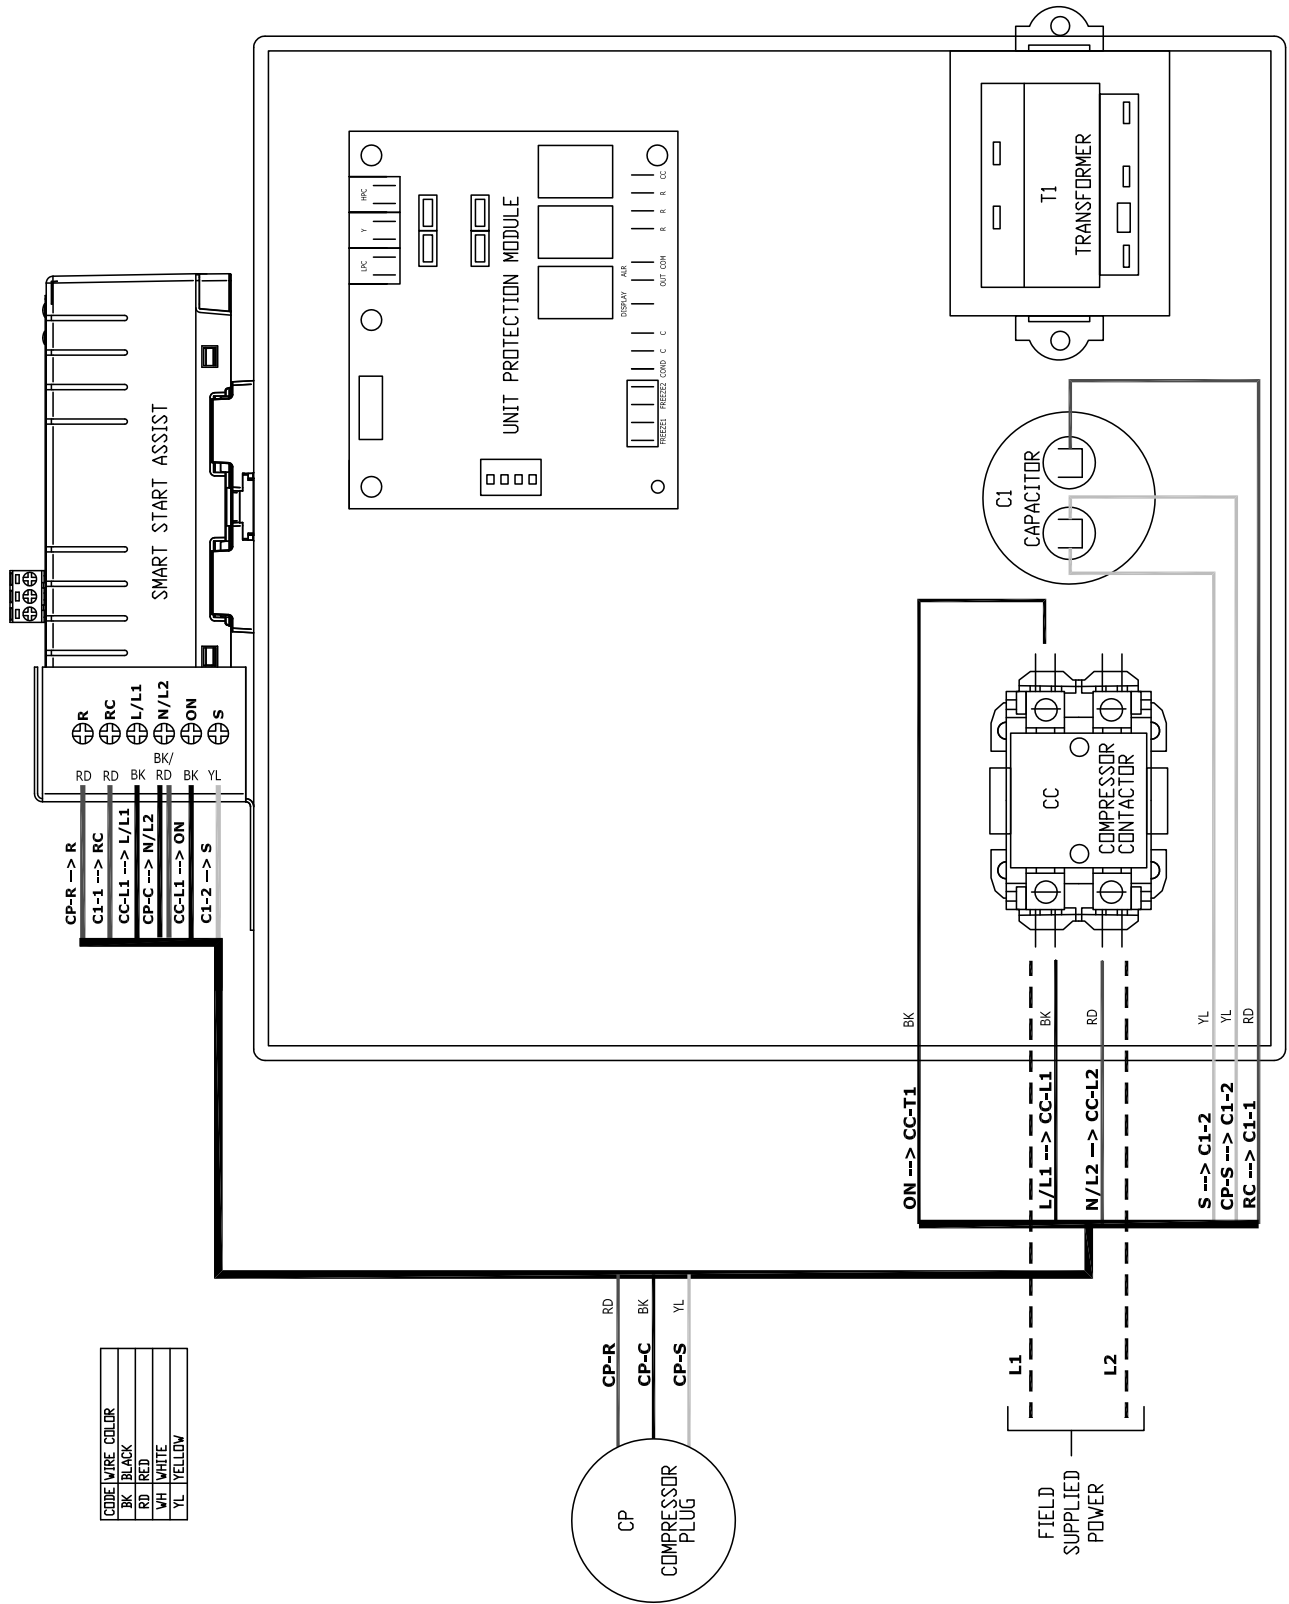 SMART START ASSIST
R
RC
L/L1
N/L2
ON
S
RD
RD
BK
BK/
RD
BK
YL
CP-R —> R
C1-1 --> RC
CC-L1 --> L/L1
CP-C --> N/L2
CC-L1 --> ON
C1-2 —> S
HPC
Y
LPC
UNIT PROTECTION MODULE
CC
R
R
R
COM
OUT
ALR
DISPLAY
C
C
COND
FREEZE2
FREEZE1
T1
TRANSFORMER
C1
CAPACITOR
CC
COMPRESSOR
CONTACTOR
BK
BK
RD
YL
YL
RD
ON --> CC-T1
L/L1 --> CC-L1
N/L2 —> CC-L2
S --> C1-2
CP-S --> C1-2
RC --> C1-1
RD
BK
YL
CP-R
CP-C
CP-S
CP
COMPRESSOR
PLUG
L1
L2
FIELD
SUPPLIED
POWER
CODE WIRE COLOR
BK BLACK
RD RED
WH WHITE
YL YELLOW